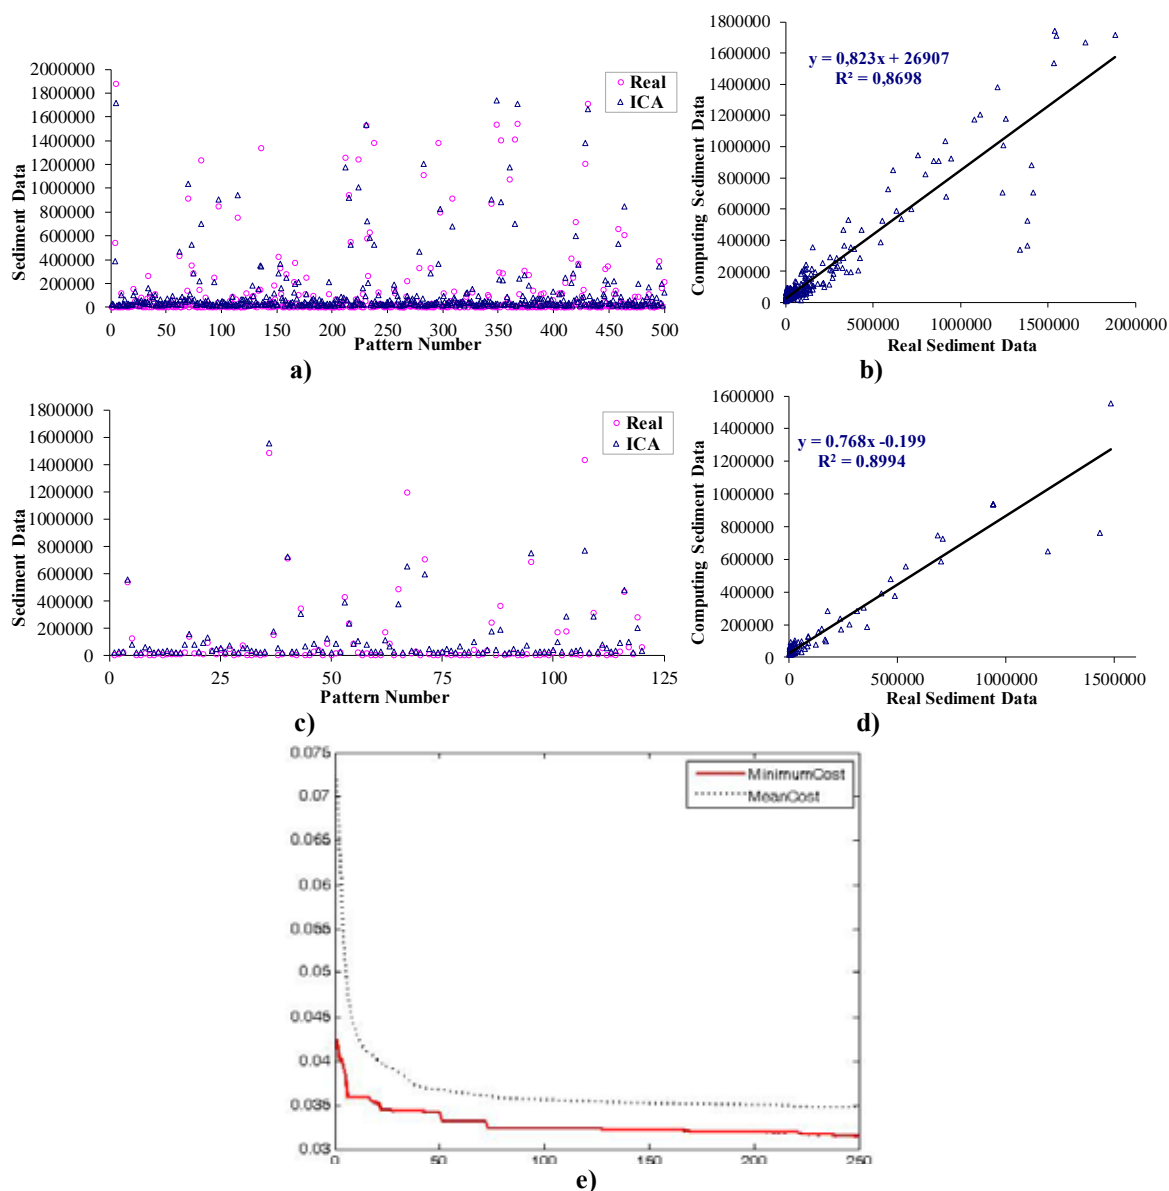 2000000
1800000
1600000
1400000
1200000
1000000
800000
600000
400000
200000
0
Sediment Data
Real
ICA
0 50 100 150 200 250 300 350 400 450 500
Pattern Number
a)
1800000
1600000
1400000
1200000
1000000
800000
600000
400000
200000
0
Computing Sediment Data
y = 0,823x + 26907
R² = 0,8698
0 500000 1000000 1500000 2000000
Real Sediment Data
b)
1800000
1600000
1400000
1200000
1000000
800000
600000
400000
200000
0
Sediment Data
Real
ICA
0 25 50 75 100 125
Pattern Number
c)
1600000
1400000
1200000
1000000
800000
600000
400000
200000
0
Computing Sediment Data
y = 0.768x -0.199
R² = 0.8994
0 500000 1000000 1500000
Real Sediment Data
d)
0.075
0.07
0.065
0.06
0.055
0.05
0.045
0.04
0.035
0.03
MinimumCost
MeanCost
0 50 100 150 200 250
e)